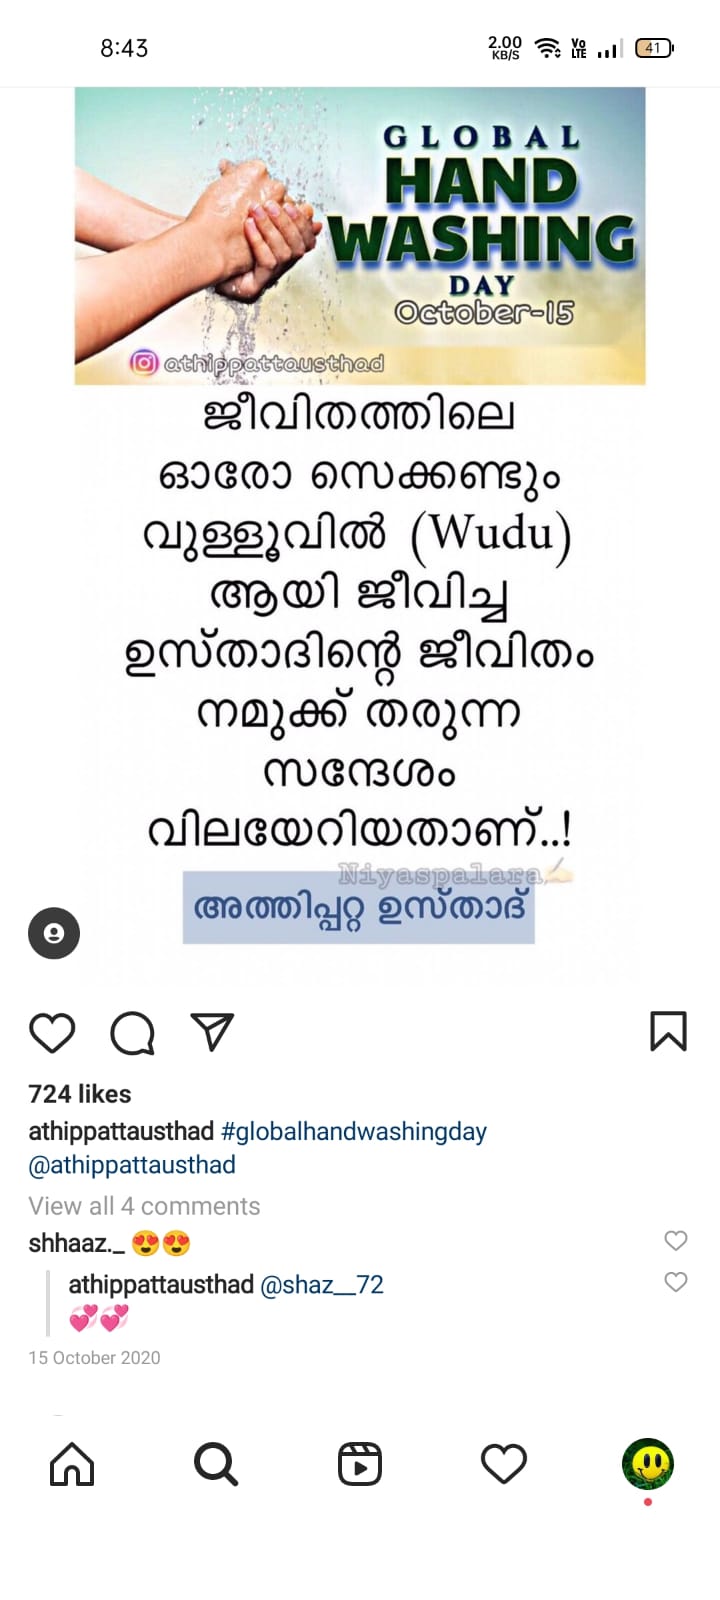 8:43
2.00
KB/S
Vo
LTE
41
GLOBAL
HAND
WASHING
DAY
October-15
athippattausthad
ജീവിതത്തിലെ
ഓരോ സെക്കണ്ടും
വുള്ളൂവിൽ (Wudu)
ആയി ജീവിച്ച
ഉസ്താദിന്റെ ജീവിതം
നമുക്ക് തരുന്ന
സന്ദേശം
വിലയേറിയതാണ്..!
Niyaspalara✍🏻
അത്തിപ്പറ്റ ഉസ്താദ്
724 likes
athippattausthad #globalhandwashingday
@athippattausthad
View all 4 comments
shhaaz._ 😍😍
athippattausthad @shaz__72
💞💞
15 October 2020